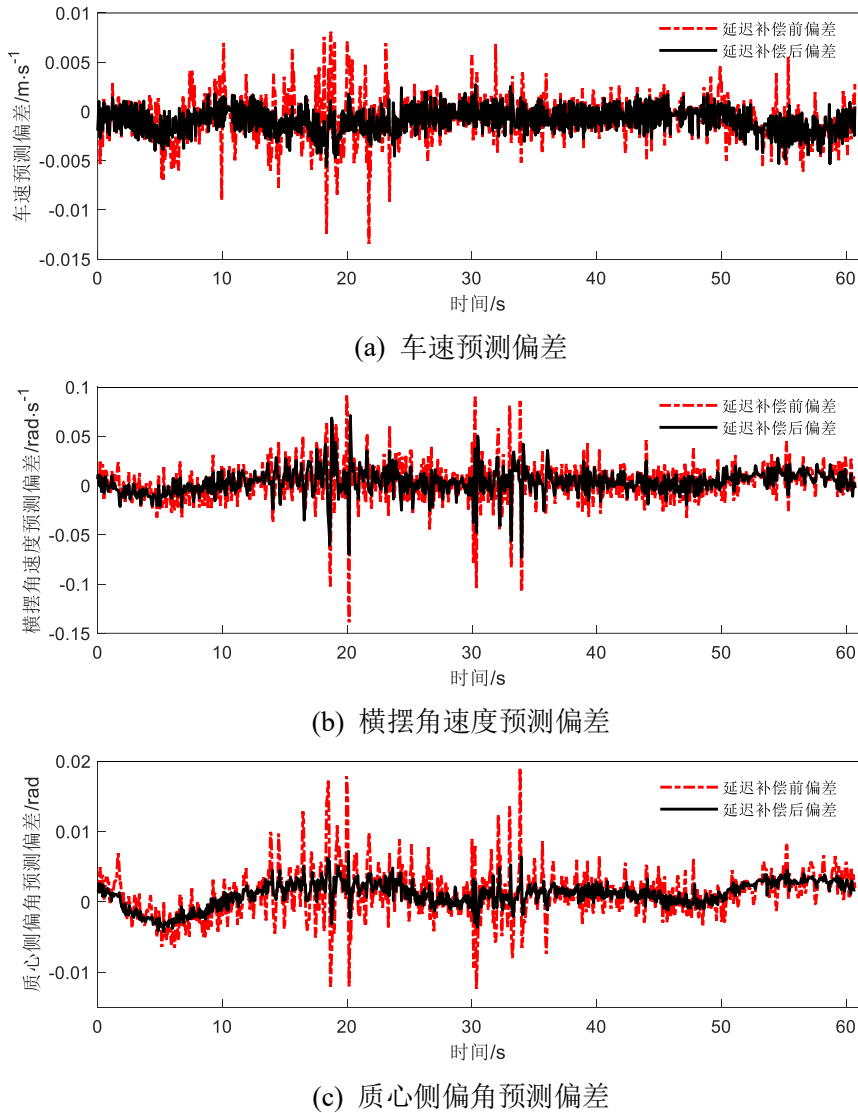 0.01
0.005
0
-0.005
-0.01
-0.015
车速预测偏差/m·s⁻¹
延迟补偿前偏差
延迟补偿后偏差
0 10 20 30 40 50 60
时间/s
(a) 车速预测偏差
0.1
0.05
0
-0.05
-0.1
-0.15
横摆角速度预测偏差/rad·s⁻¹
延迟补偿前偏差
延迟补偿后偏差
0 10 20 30 40 50 60
时间/s
(b) 横摆角速度预测偏差
0.02
0.01
0
-0.01
质心侧偏角预测偏差/rad
延迟补偿前偏差
延迟补偿后偏差
0 10 20 30 40 50 60
时间/s
(c) 质心侧偏角预测偏差